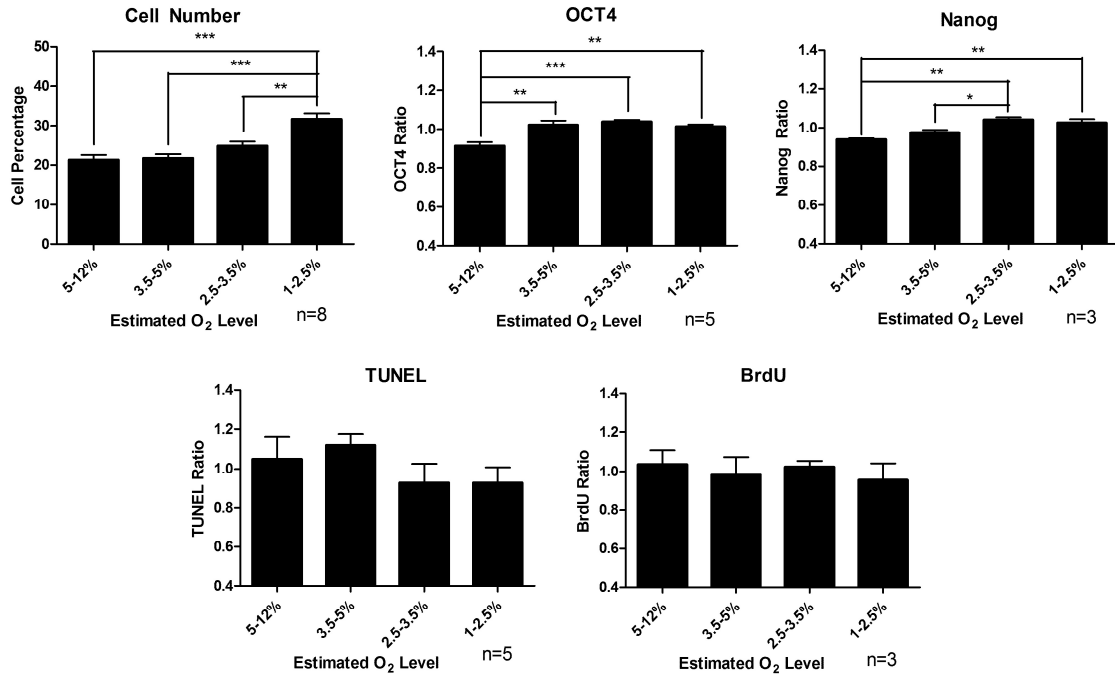 Cell Number
***
***
**
50
40
30
20
10
0
Cell Percentage
5-12%
3.5-5%
2.5-3.5%
1-2.5%
Estimated O2 Level
n=8
OCT4
**
***
**
1.4
1.2
1.0
0.8
0.6
0.4
OCT4 Ratio
5-12%
3.5-5%
2.5-3.5%
1-2.5%
Estimated O2 Level
n=5
Nanog
**
**
*
1.4
1.2
1.0
0.8
0.6
0.4
Nanog Ratio
5-12%
3.5-5%
2.5-3.5%
1-2.5%
Estimated O2 Level
n=3
TUNEL
1.4
1.2
1.0
0.8
0.6
0.4
TUNEL Ratio
5-12%
3.5-5%
2.5-3.5%
1-2.5%
Estimated O2 Level
n=5
BrdU
1.4
1.2
1.0
0.8
0.6
0.4
BrdU Ratio
5-12%
3.5-5%
2.5-3.5%
1-2.5%
Estimated O2 Level
n=3